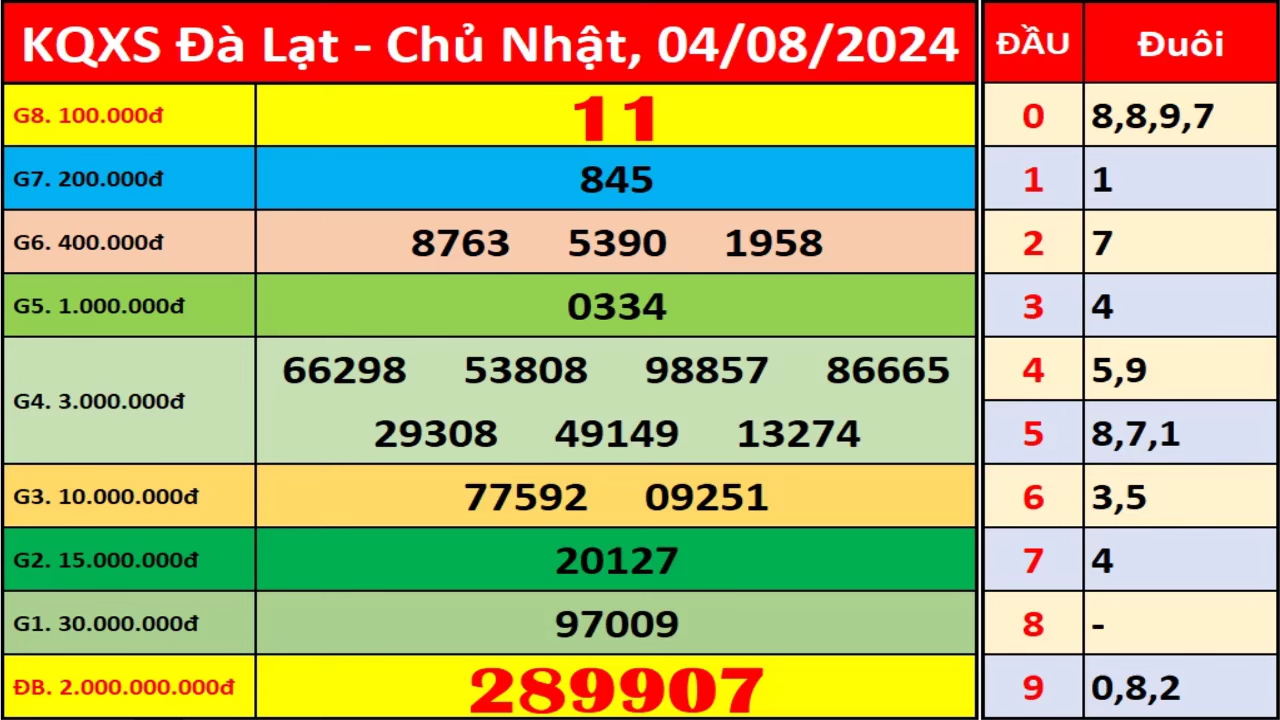 KQXS Đà Lạt - Chủ Nhật, 04/08/2024 ĐẦU Đuôi
G8. 100.000đ 11 0 8,8,9,7
G7. 200.000đ 845 1 1
G6. 400.000đ 8763 5390 1958 2 7
G5. 1.000.000đ 0334 3 4
G4. 3.000.000đ 66298 53808 98857 86665 4 5,9
29308 49149 13274 5 8,7,1
G3. 10.000.000đ 77592 09251 6 3,5
G2. 15.000.000đ 20127 7 4
G1. 30.000.000đ 97009 8 -
ĐB. 2.000.000.000đ 289907 9 0,8,2